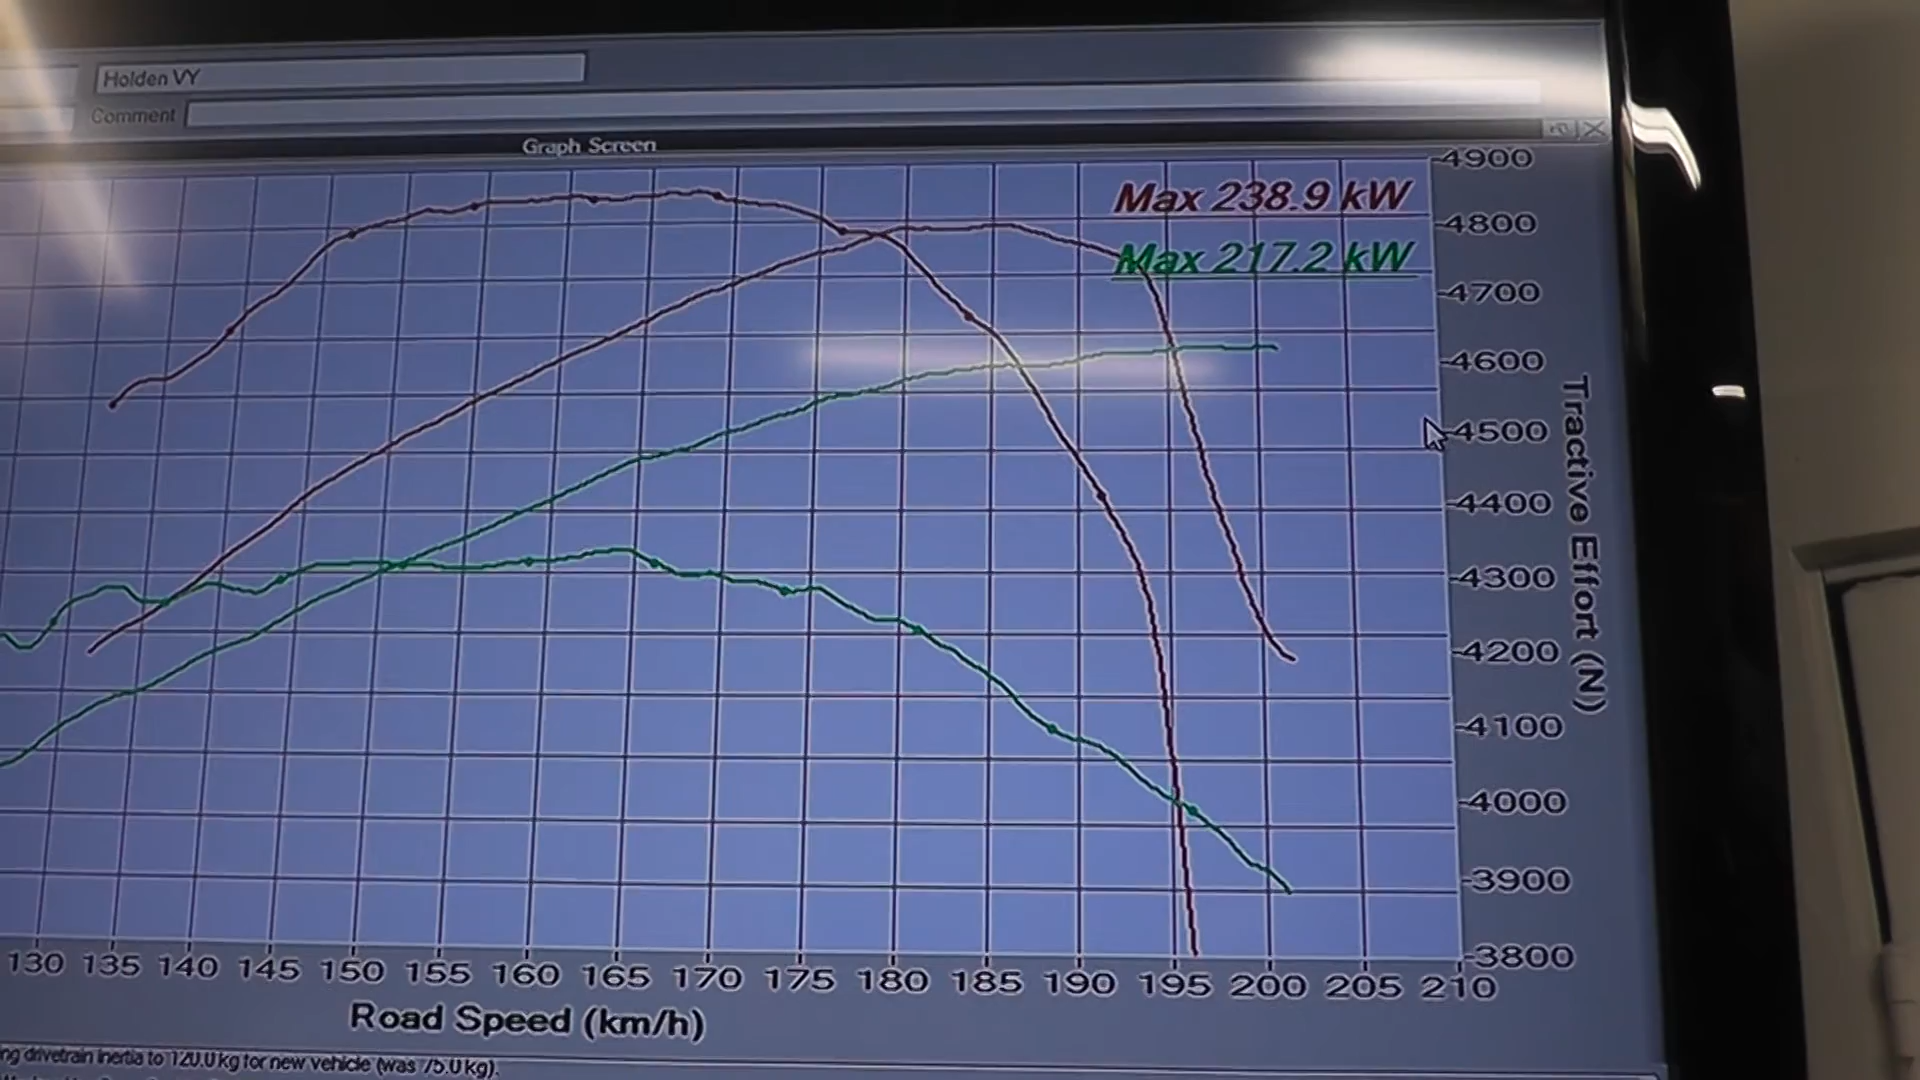 Holden VY
Comment
Graph Screen
Max 238.9 kW
Max 217.2 kW
4900
4800
4700
4600
4500
4400
4300
4200
4100
4000
3900
3800
Tractive Effort (N)
130 135 140 145 150 155 160 165 170 175 180 185 190 195 200 205 210
Road Speed (km/h)
ng drivetrain inertia to 120.0 kg for new vehicle (was 75.0 kg).